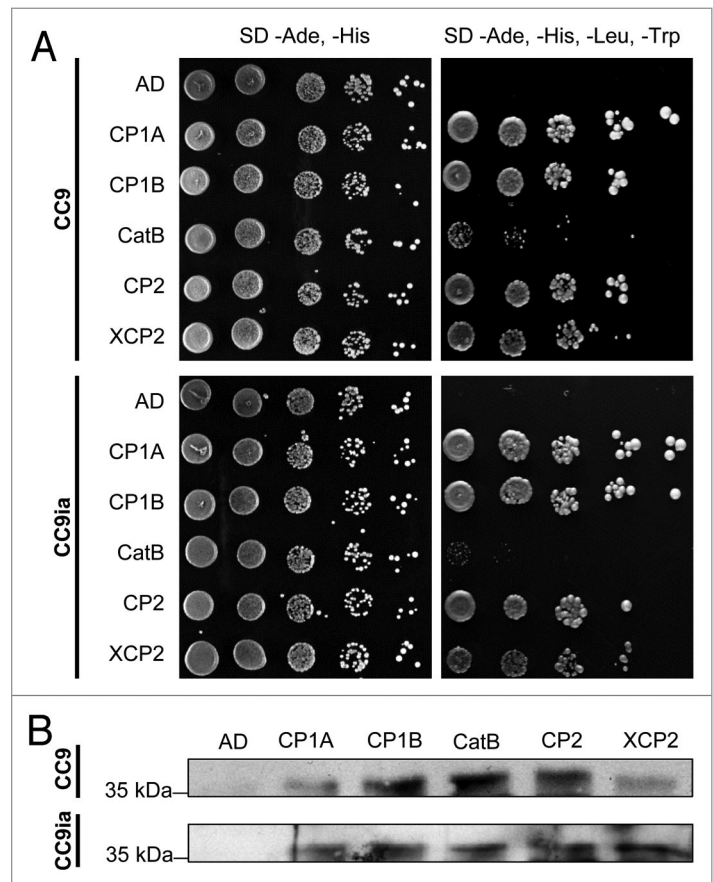 A
SD -Ade, -His
SD -Ade, -His, -Leu, -Trp
CC9
AD
CP1A
CP1B
CatB
CP2
XCP2
CC9ia
AD
CP1A
CP1B
CatB
CP2
XCP2
B
AD CP1A CP1B CatB CP2 XCP2
CC9
35 kDa
CC9ia
35 kDa